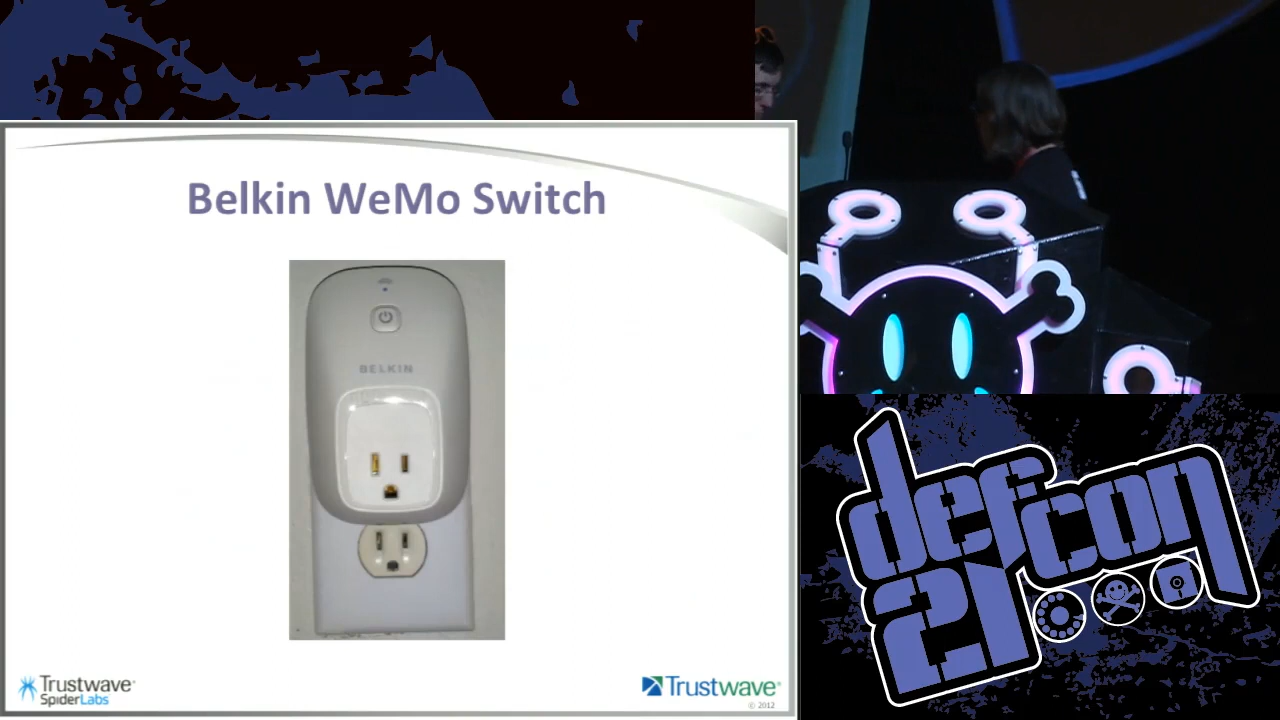 Belkin WeMo Switch
BELKIN
Trustwave®
SpiderLabs
Trustwave®
© 2012
defcon
21